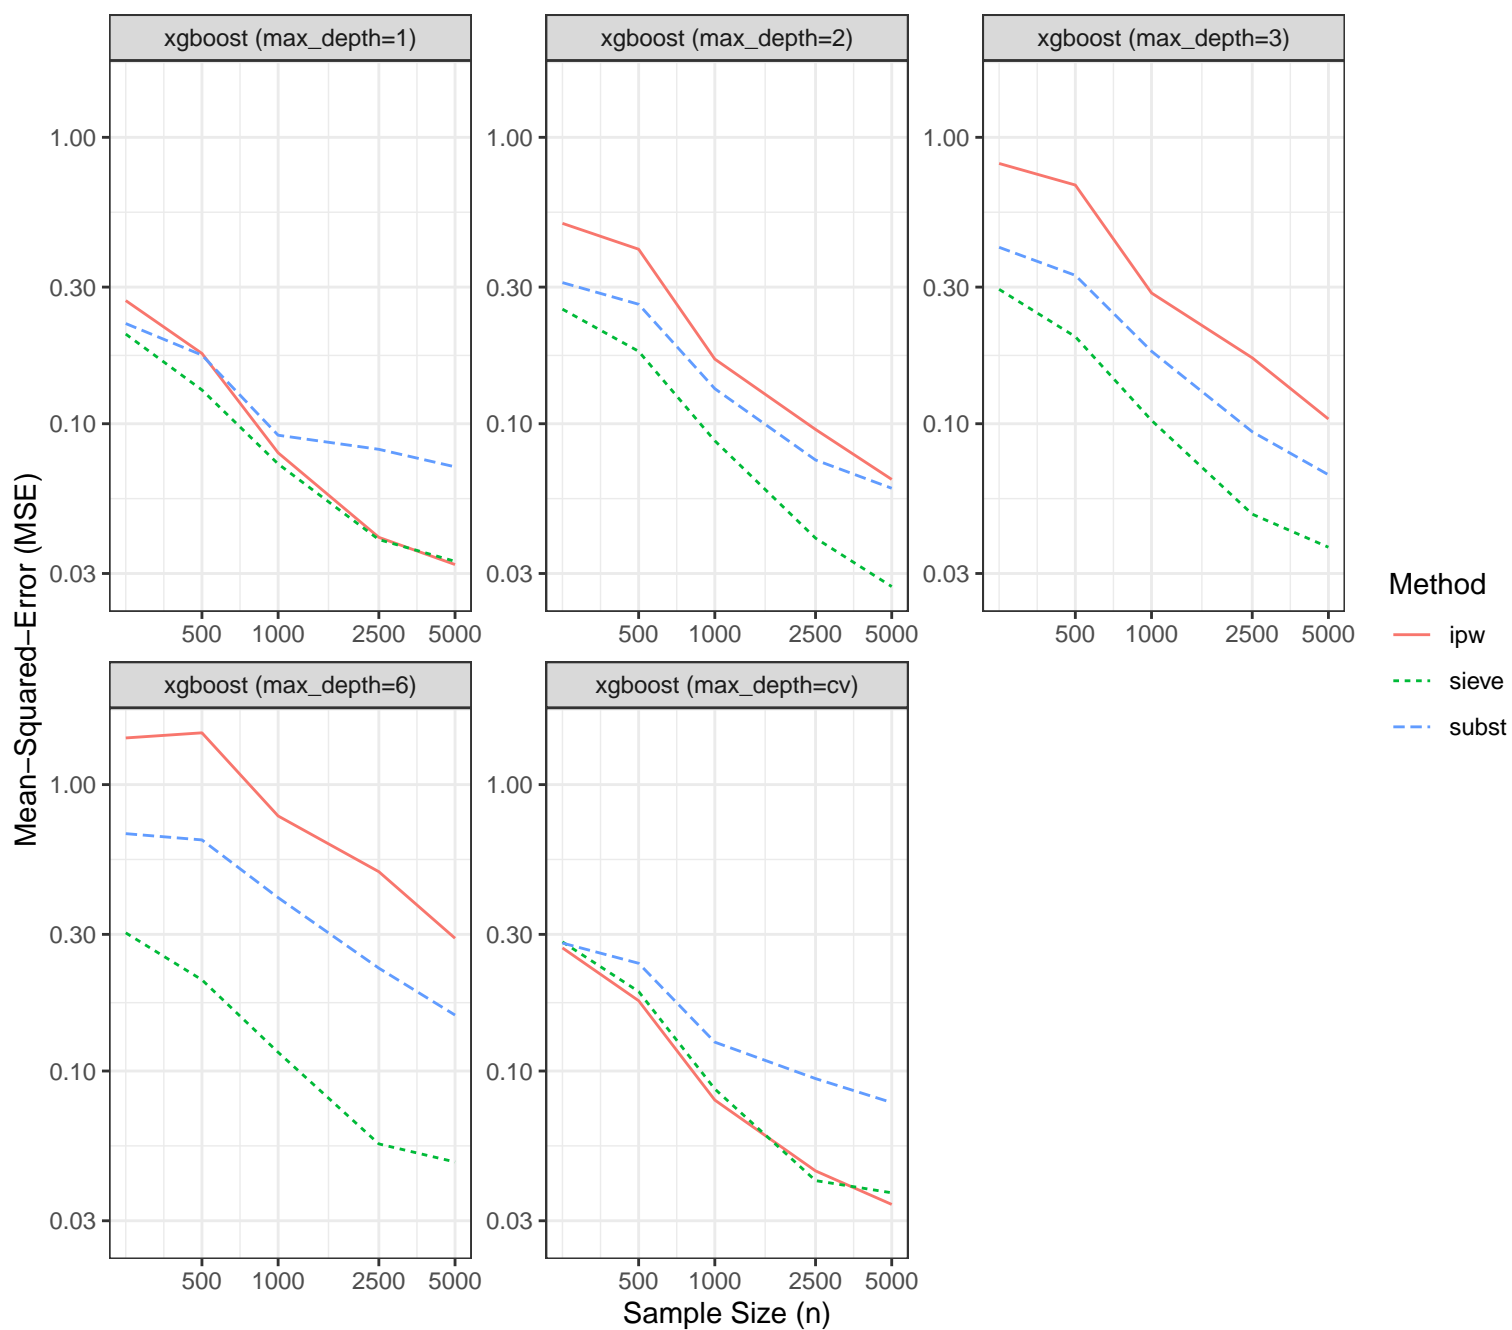 xgboost (max_depth=1)
xgboost (max_depth=2)
xgboost (max_depth=3)
1.00
0.30
0.10
0.03
1.00
0.30
0.10
0.03
1.00
0.30
0.10
0.03
500 1000 2500 5000
500 1000 2500 5000
500 1000 2500 5000
Mean−Squared−Error (MSE)
Method
ipw
sieve
subst
xgboost (max_depth=6)
xgboost (max_depth=cv)
1.00
0.30
0.10
0.03
1.00
0.30
0.10
0.03
500 1000 2500 5000
500 1000 2500 5000
Sample Size (n)